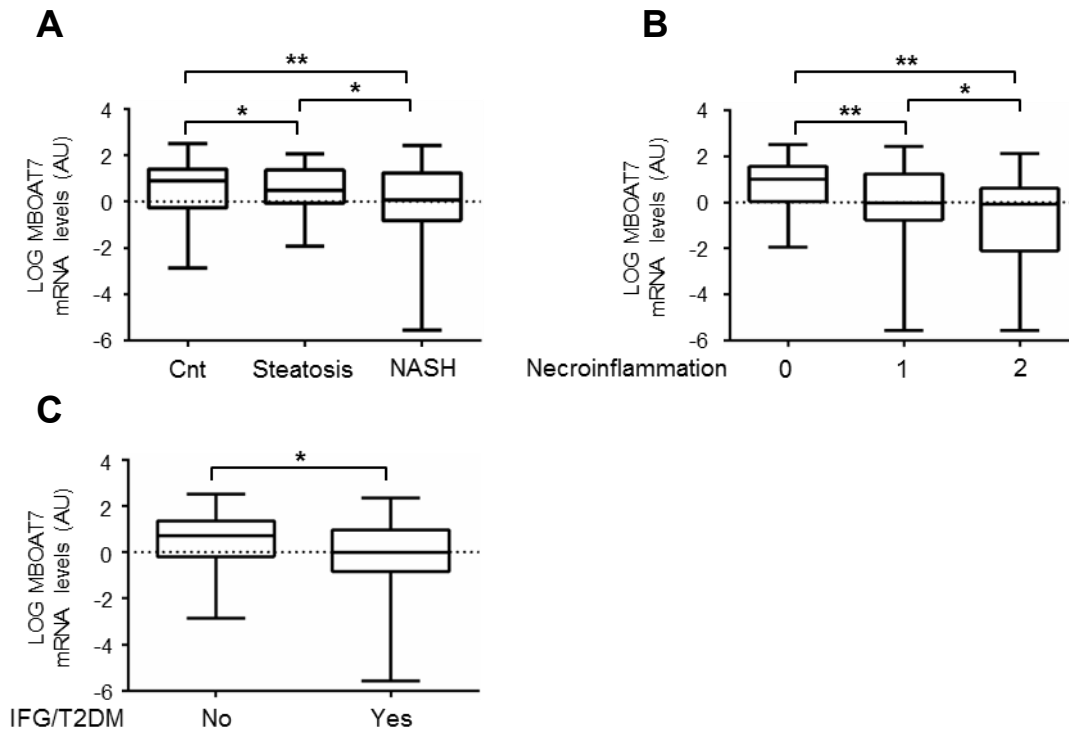 A
**
*
*
LOG MBOAT7
mRNA levels (AU)
4
2
0
-2
-4
-6
Cnt Steatosis NASH
B
**
**
*
LOG MBOAT7
mRNA levels (AU)
4
2
0
-2
-4
-6
Necroinflammation 0 1 2
C
*
LOG MBOAT7
mRNA levels (AU)
4
2
0
-2
-4
-6
IFG/T2DM No Yes